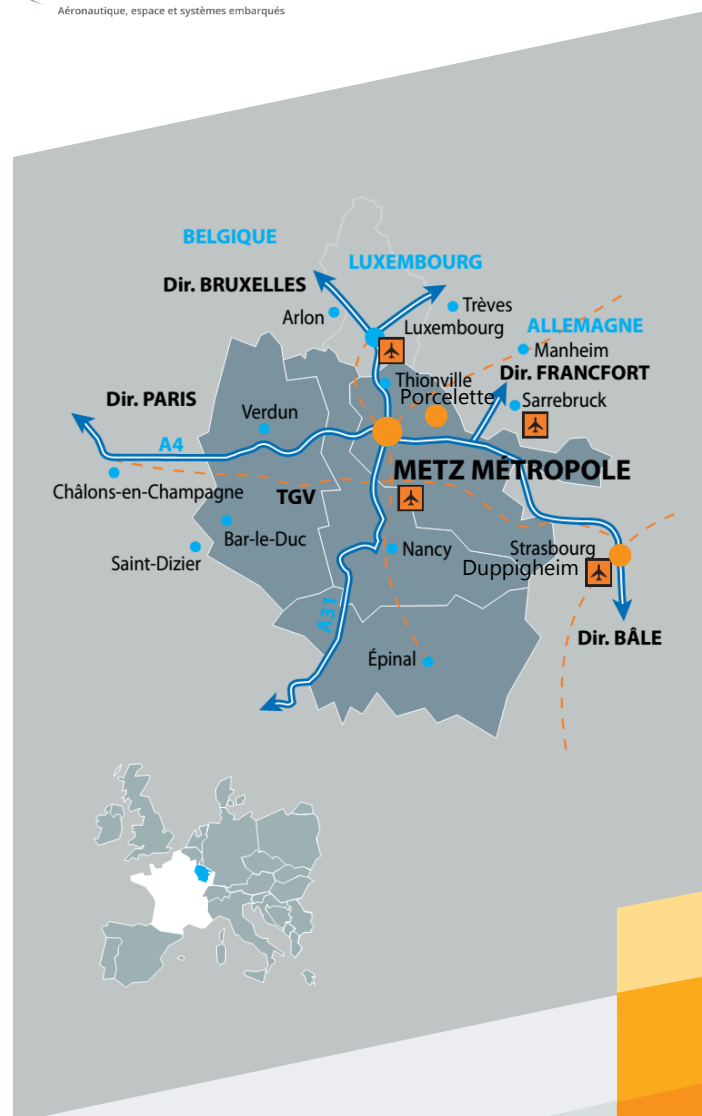 Aéronautique, espace et systèmes embarqués
BELGIQUE
LUXEMBOURG
Dir. BRUXELLES
Trèves
Arlon
Luxembourg
ALLEMAGNE
Manheim
Thionville
Dir. FRANCFORT
Porcelette
Sarrebruck
Dir. PARIS
Verdun
A4
METZ MÉTROPOLE
Châlons-en-Champagne
TGV
Bar-le-Duc
Nancy
Strasbourg
Saint-Dizier
Duppigheim
A31
Dir. BÂLE
Épinal